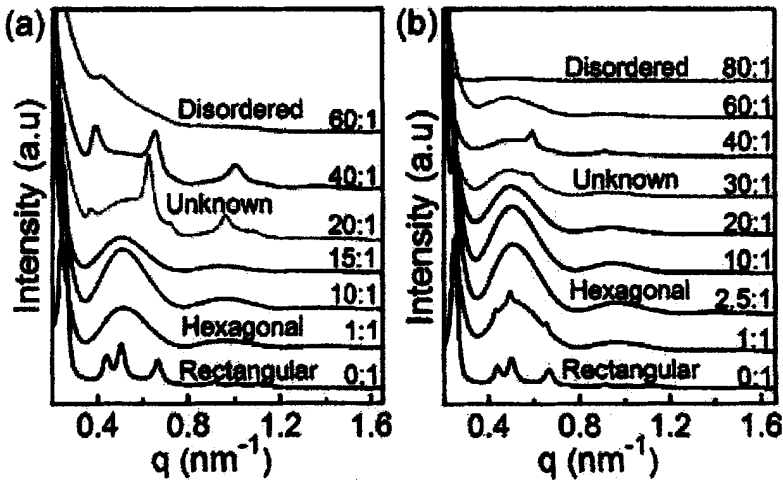 (a)
Intensity (a.u)
Disordered 60:1
40:1
Unknown
20:1
15:1
10:1
Hexagonal 1:1
Rectangular 0:1
0.4 0.8 1.2 1.6
q (nm⁻¹)
(b)
Intensity (a.u)
Disordered 80:1
60:1
40:1
Unknown 30:1
20:1
10:1
Hexagonal 2.5:1
1:1
Rectangular 0:1
0.4 0.8 1.2 1.6
q (nm⁻¹)